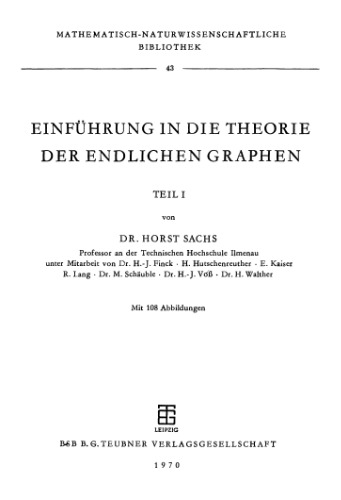 MATHEMATISCH-NATURWISSENSCHAFTLICHE
BIBLIOTHEK
43
EINFÜHRUNG IN DIE THEORIE
DER ENDLICHEN GRAPHEN
TEIL I
von
DR. HORST SACHS
Professor an der Technischen Hochschule Ilmenau
unter Mitarbeit von Dr. H.-J. Finck · H. Hutschenreuther · E. Kaiser
R. Lang · Dr. M. Schäuble · Dr. H.-J. Voß · Dr. H. Walther
Mit 108 Abbildungen
LEIPZIG
BSB B. G. TEUBNER VERLAGSGESELLSCHAFT
1970